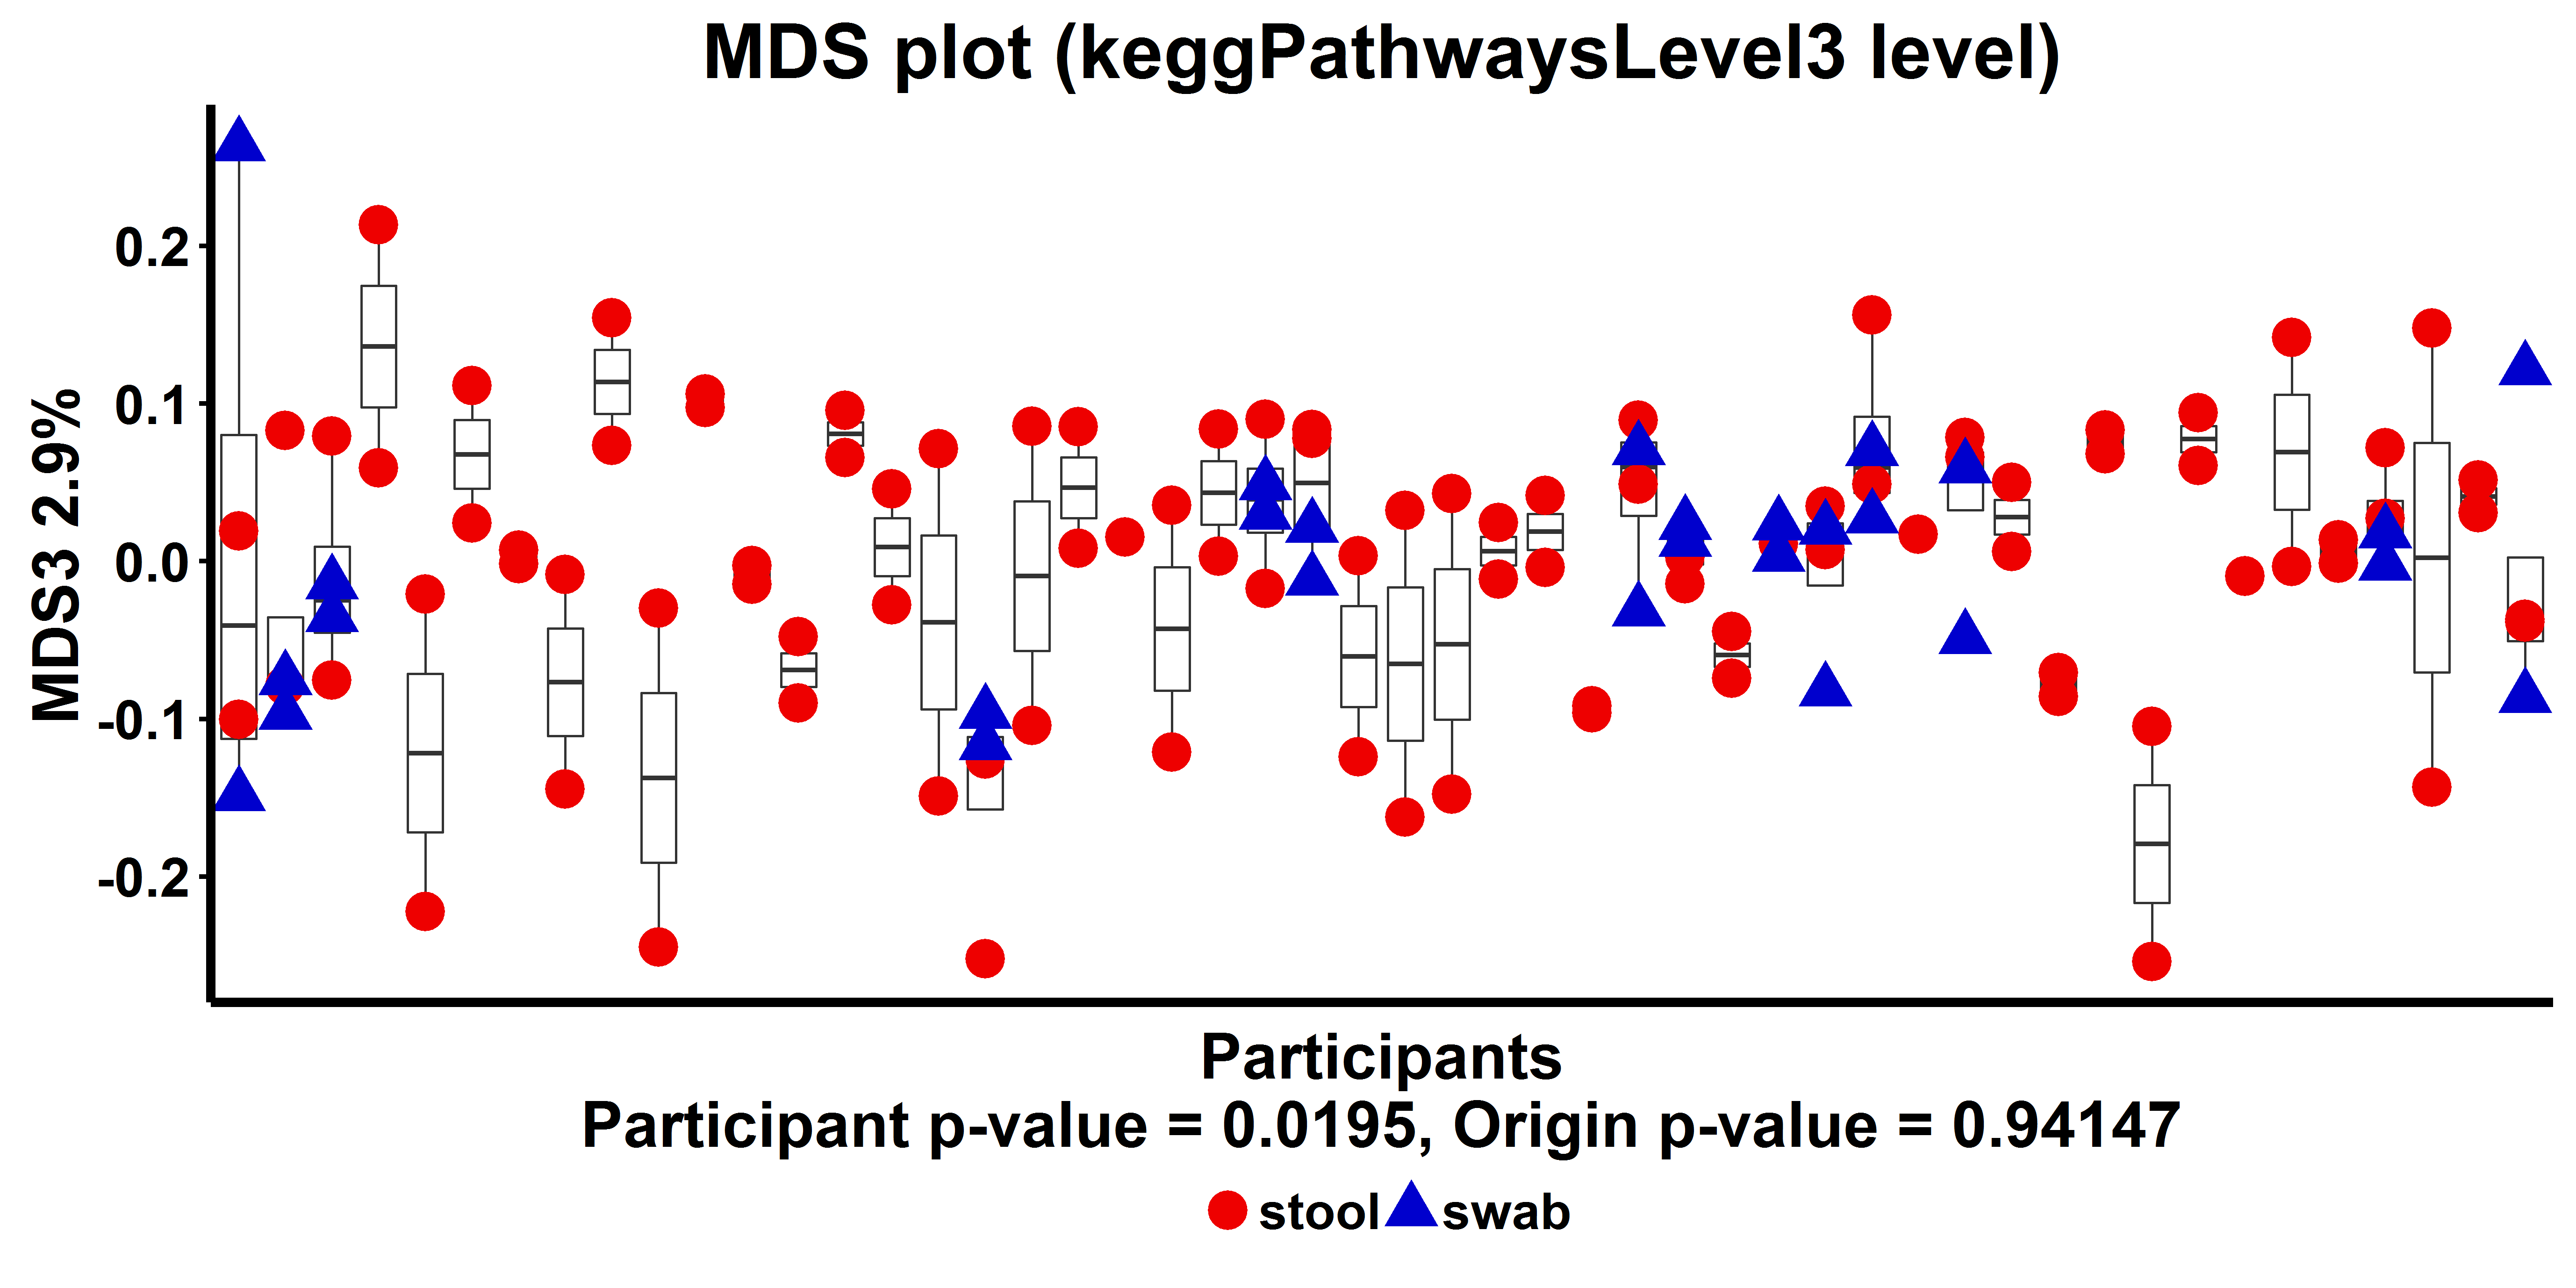 MDS plot (keggPathwaysLevel3 level)
MDS3 2.9%
0.2
0.1
0.0
-0.1
-0.2
Participants
Participant p-value = 0.0195, Origin p-value = 0.94147
stool swab